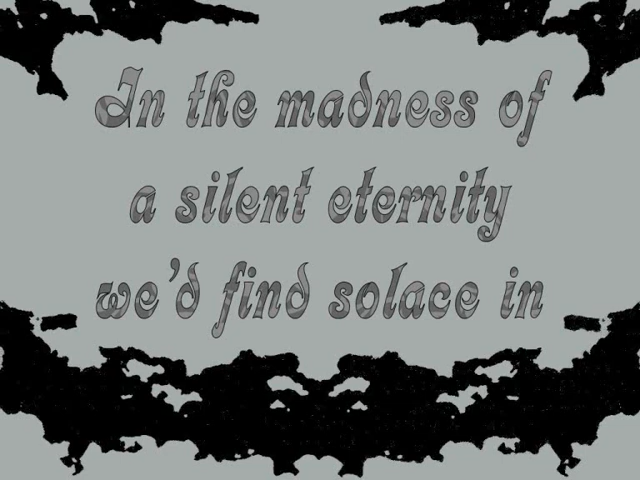 In the madness of
a silent eternity
we'd find solace in